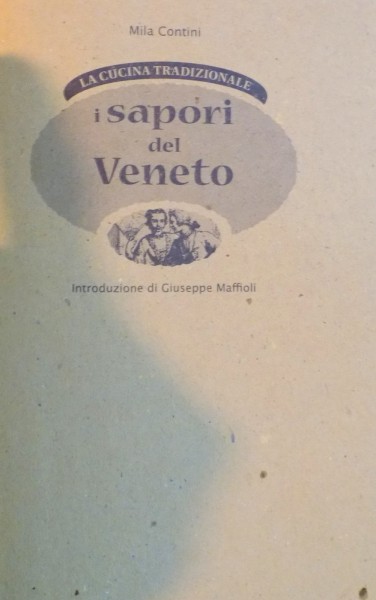 Mila Contini
LA CUCINA TRADIZIONALE
i sapori
del
Veneto
Introduzione di Giuseppe Maffioli